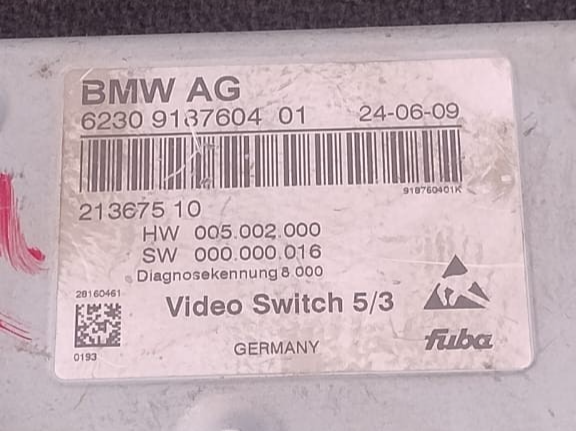 BMW AG
6230 9187604 01 24-06-09
918760401K
213675 10
HW 005.002.000
SW 000.000.016
Diagnosekennung 8.000
28160461
Video Switch 5/3
0193
GERMANY
fuba